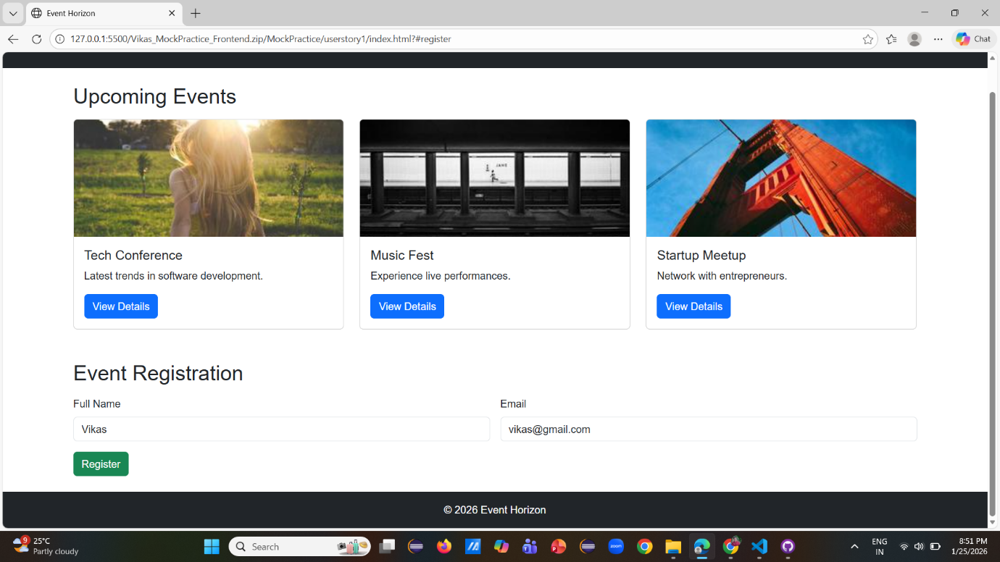 Event Horizon
127.0.0.1:5500/Vikas_MockPractice_Frontend.zip/MockPractice/userstory1/index.html?#register
Chat
Upcoming Events
Tech Conference
Latest trends in software development.
View Details
Music Fest
Experience live performances.
View Details
Startup Meetup
Network with entrepreneurs.
View Details
Event Registration
Full Name
Vikas
Email
vikas@gmail.com
Register
© 2026 Event Horizon
9
25°C
Partly cloudy
Search
zoom
ENG
IN
8:51 PM
1/25/2026